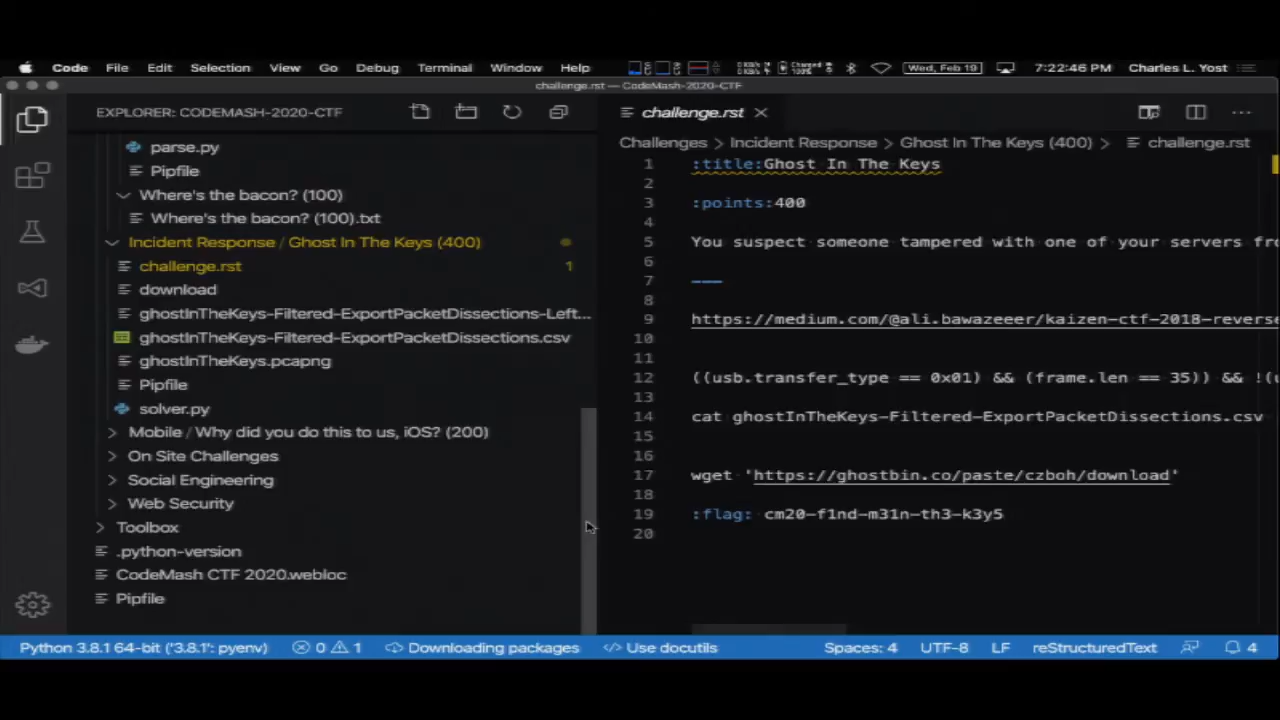 Code File Edit Selection View Go Debug Terminal Window Help Wed, Feb 19 7:22:46 PM Charles L. Yost
challenge.rst — CodeMash-2020-CTF
EXPLORER: CODEMASH-2020-CTF
parse.py
Pipfile
Where's the bacon? (100)
Where's the bacon? (100).txt
Incident Response / Ghost In The Keys (400)
challenge.rst 1
download
ghostInTheKeys-Filtered-ExportPacketDissections-Left...
ghostInTheKeys-Filtered-ExportPacketDissections.csv
ghostInTheKeys.pcapng
Pipfile
solver.py
Mobile / Why did you do this to us, iOS? (200)
On Site Challenges
Social Engineering
Web Security
Toolbox
.python-version
CodeMash CTF 2020.webloc
Pipfile
challenge.rst
Challenges > Incident Response > Ghost In The Keys (400) > challenge.rst
1 :title:Ghost In The Keys
2
3 :points:400
4
5 You suspect someone tampered with one of your servers fr
6
7 ---
8
9 https://medium.com/@ali.bawazeeer/kaizen-ctf-2018-reverse
10
11
12 ((usb.transfer_type == 0x01) && (frame.len == 35)) && !(
13
14 cat ghostInTheKeys-Filtered-ExportPacketDissections.csv
15
16
17 wget 'https://ghostbin.co/paste/czboh/download'
18
19 :flag: cm20-f1nd-m31n-th3-k3y5
20
Python 3.8.1 64-bit ('3.8.1': pyenv) 0 1 Downloading packages Use docutils Spaces: 4 UTF-8 LF reStructuredText 4